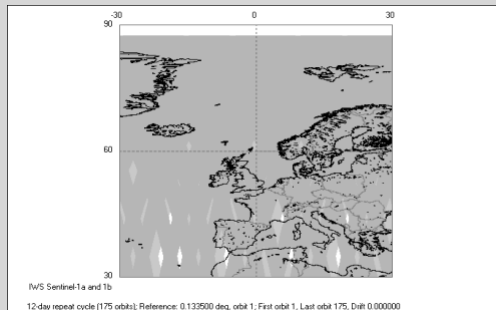 -30 0 30
90
60
30
IWS Sentinel-1a and 1b
12-day repeat cycle (175 orbits); Reference: 0.133500 deg, orbit 1; First orbit 1, Last orbit 175, Drift 0.000000